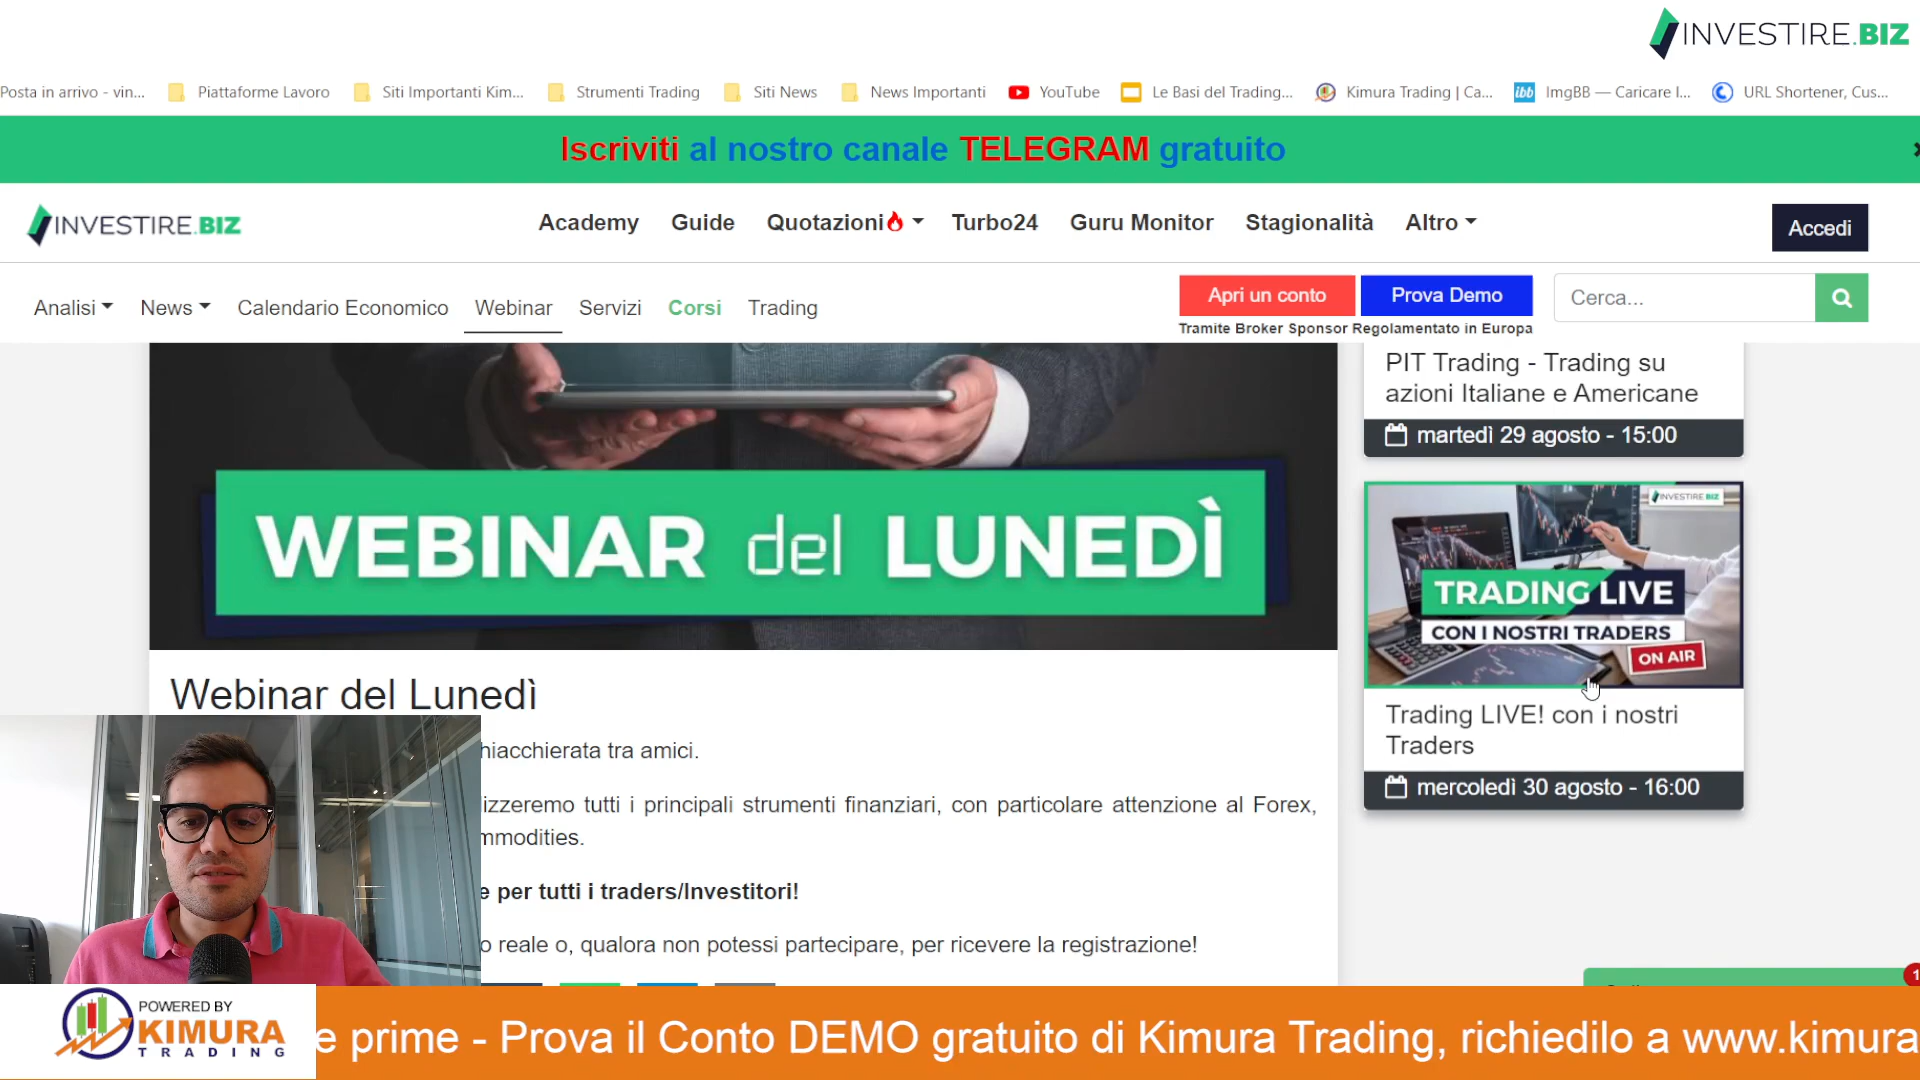 INVESTIRE.BIZ
Posta in arrivo - vin...
Piattaforme Lavoro
Siti Importanti Kim...
Strumenti Trading
Siti News
News Importanti
YouTube
Le Basi del Trading...
Kimura Trading | Ca...
ibb
ImgBB — Caricare I...
URL Shortener, Cus...
Iscriviti al nostro canale TELEGRAM gratuito
INVESTIRE.BIZ
Academy
Guide
Quotazioni
Turbo24
Guru Monitor
Stagionalità
Altro
Accedi
Analisi
News
Calendario Economico
Webinar
Servizi
Corsi
Trading
Apri un conto
Prova Demo
Tramite Broker Sponsor Regolamentato in Europa
Cerca...
WEBINAR del LUNEDÌ
Webinar del Lunedì
hiacchierata tra amici.
izzeremo tutti i principali strumenti finanziari, con particolare attenzione al Forex,
mmodities.
e per tutti i traders/Investitori!
o reale o, qualora non potessi partecipare, per ricevere la registrazione!
PIT Trading - Trading su
azioni Italiane e Americane
martedì 29 agosto - 15:00
INVESTIRE.BIZ
TRADING LIVE
CON I NOSTRI TRADERS
ON AIR
Trading LIVE! con i nostri
Traders
mercoledì 30 agosto - 16:00
1
POWERED BY
KIMURA
TRADING
e prime - Prova il Conto DEMO gratuito di Kimura Trading, richiedilo a www.kimura